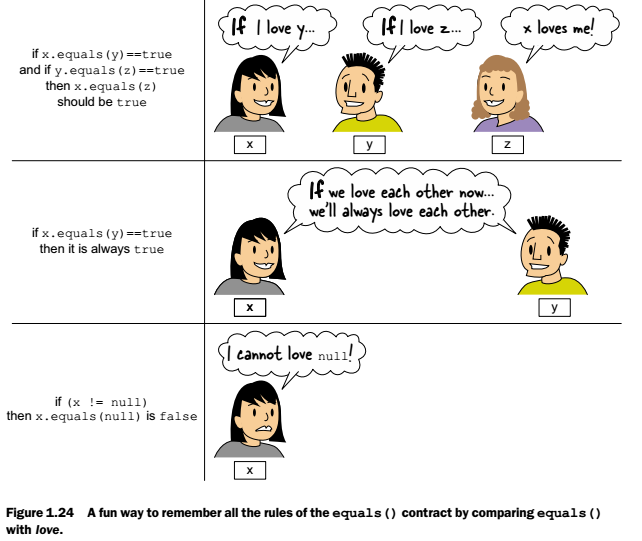 if x.equals(y)==true
and if y.equals(z)==true
then x.equals(z)
should be true
If I love y...
If I love z...
x loves me!
x
y
z
if x.equals(y)==true
then it is always true
If we love each other now...
we'll always love each other.
x
y
if (x != null)
then x.equals(null) is false
I cannot love null!
x
Figure 1.24 A fun way to remember all the rules of the equals() contract by comparing equals()
with love.